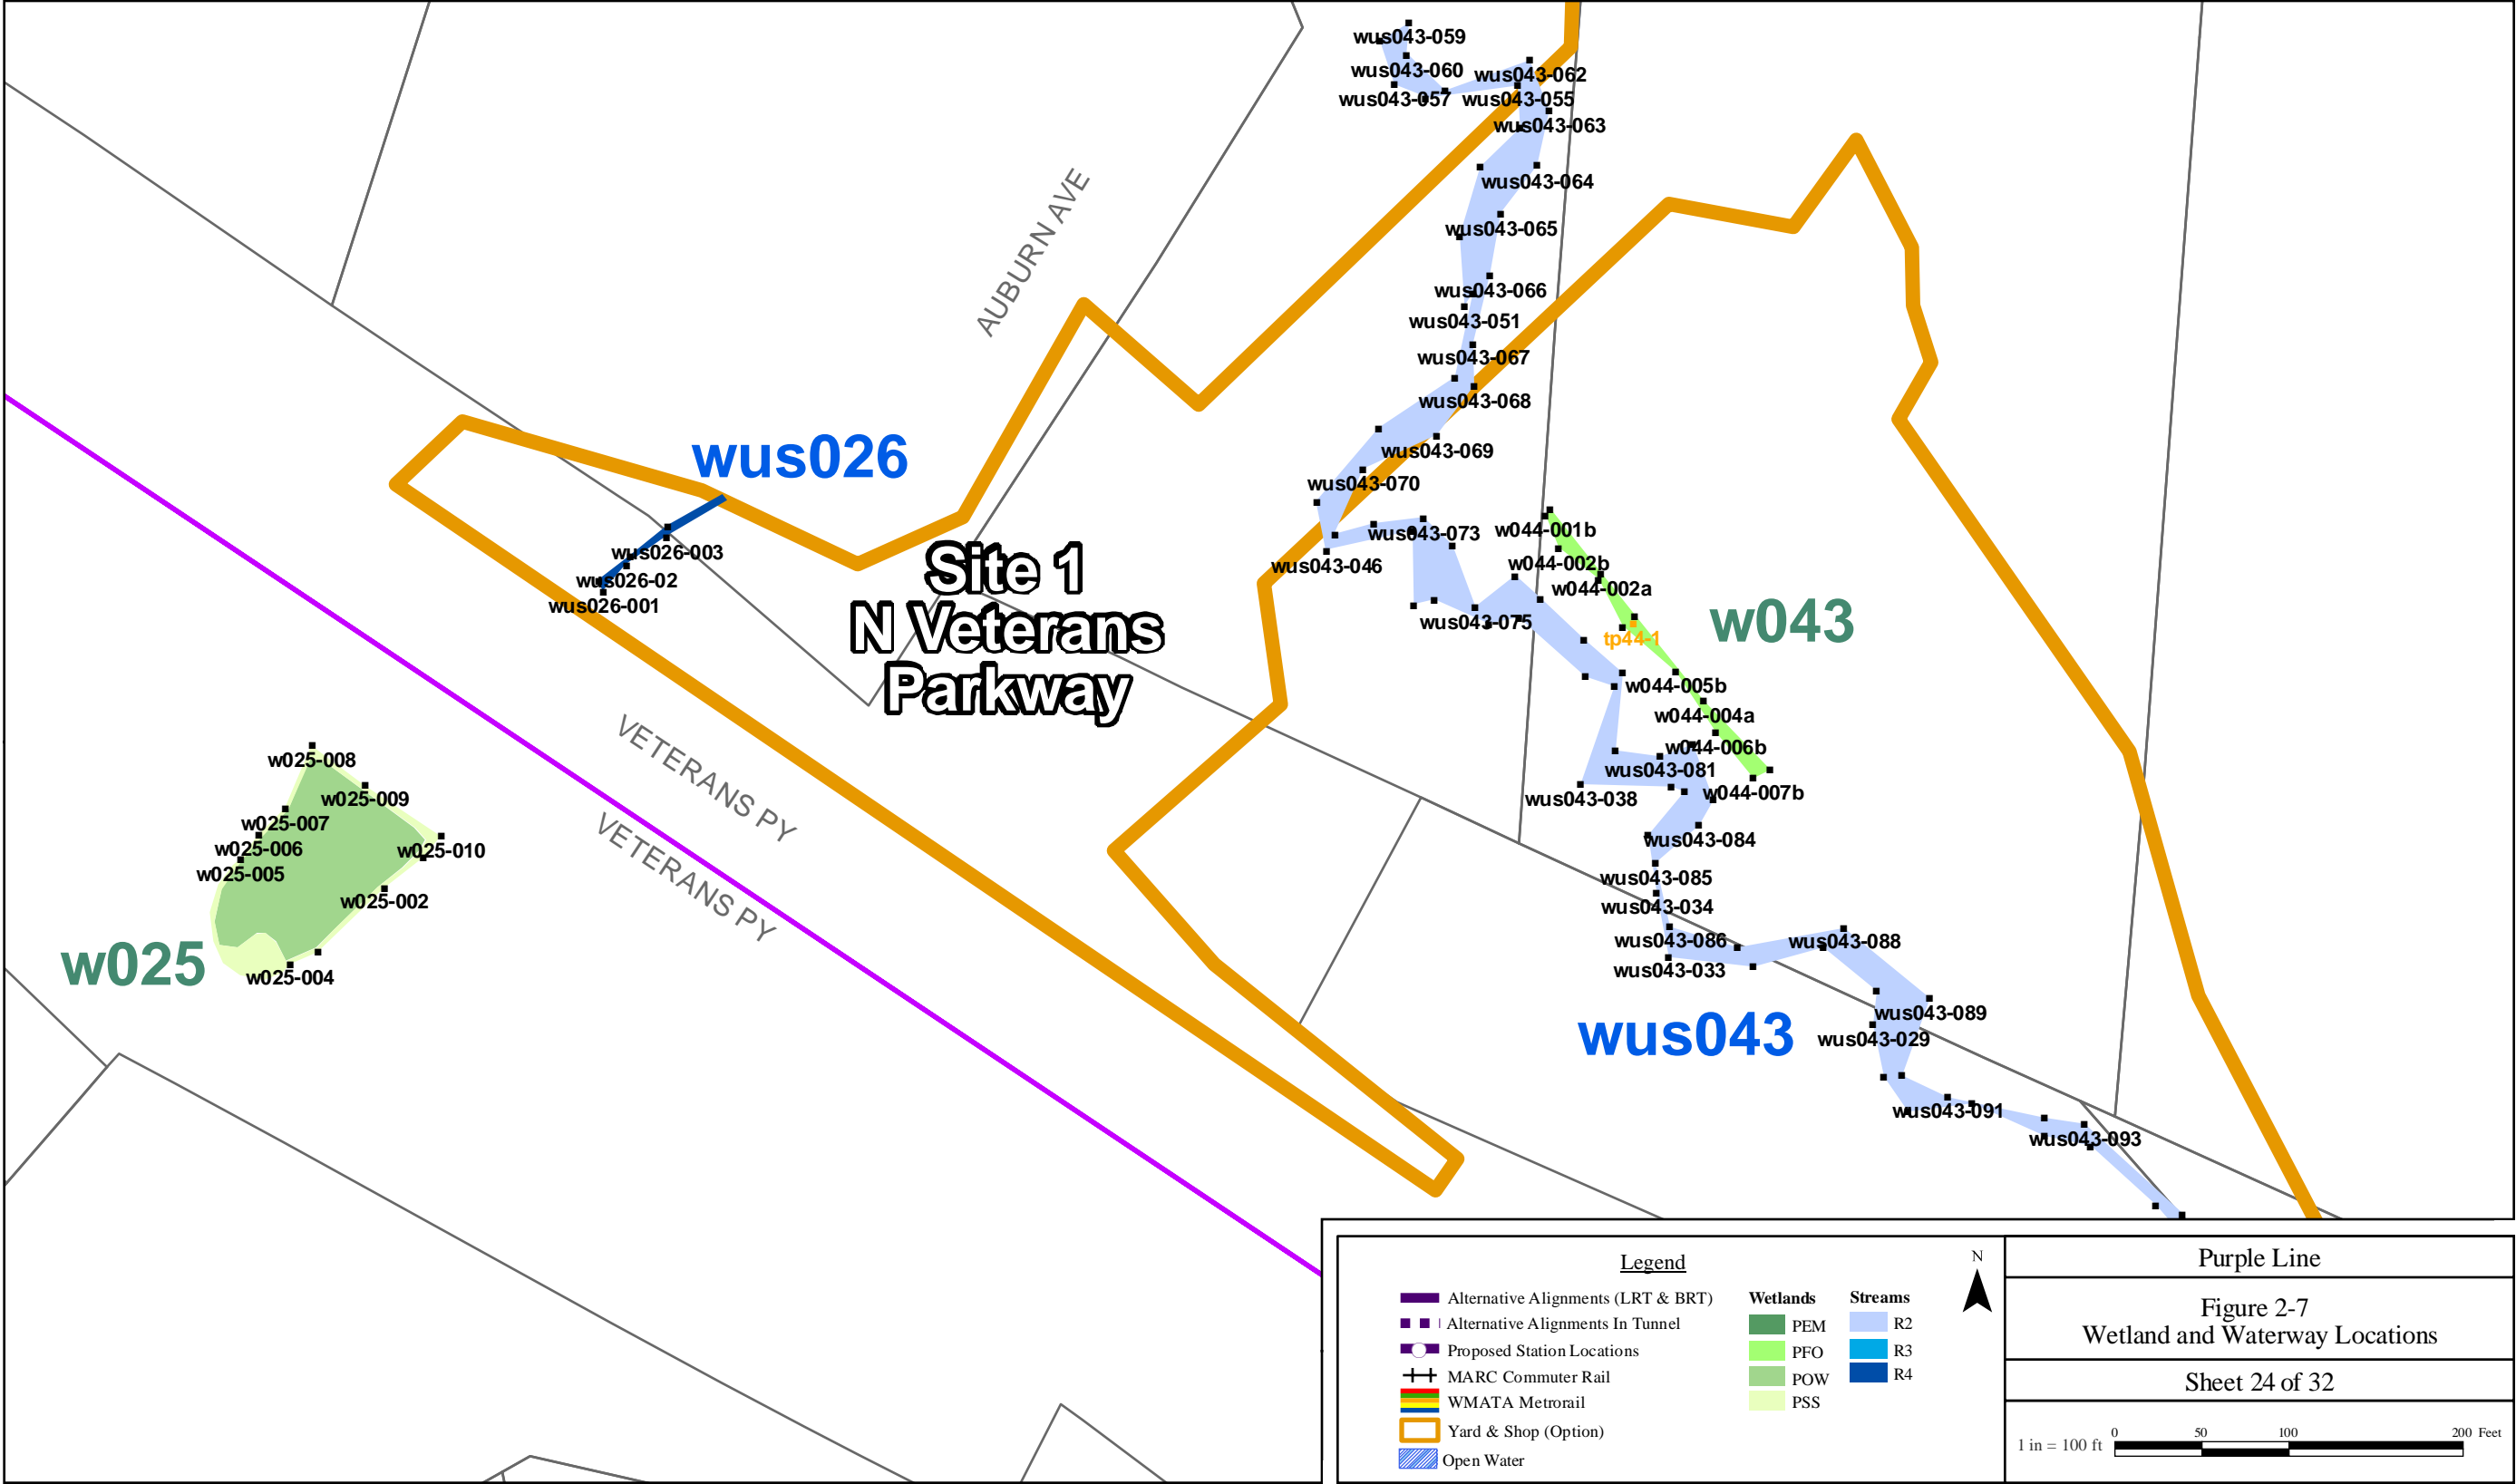 wus043-059
wus043-060
wus043-062
wus043-057
wus043-055
wus043-063
wus043-064
AUBURN AVE
wus043-065
wus043-066
wus043-051
wus043-067
wus043-068
wus026
wus043-069
wus043-070
wus043-073
w044-001b
wus026-003
wus043-046
w044-002b
wus026-02
w044-002a
wus026-001
Site 1
N Veterans
Parkway
wus043-075
w043
tp44-1
w044-005b
w044-004a
VETERANS PY
w044-006b
w025-008
wus043-081
w025-009
wus043-038
w044-007b
w025-007
wus043-084
w025-006
w025-010
w025-005
VETERANS PY
wus043-085
w025-002
wus043-034
wus043-086
wus043-088
w025
w025-004
wus043-033
wus043-089
wus043
wus043-029
wus043-091
wus043-093
Legend
N
Alternative Alignments (LRT & BRT)
Alternative Alignments In Tunnel
Proposed Station Locations
MARC Commuter Rail
WMATA Metrorail
Yard & Shop (Option)
Open Water
Wetlands
PEM
PFO
POW
PSS
Streams
R2
R3
R4
Purple Line
Figure 2-7
Wetland and Waterway Locations
Sheet 24 of 32
1 in = 100 ft
0 50 100 200 Feet